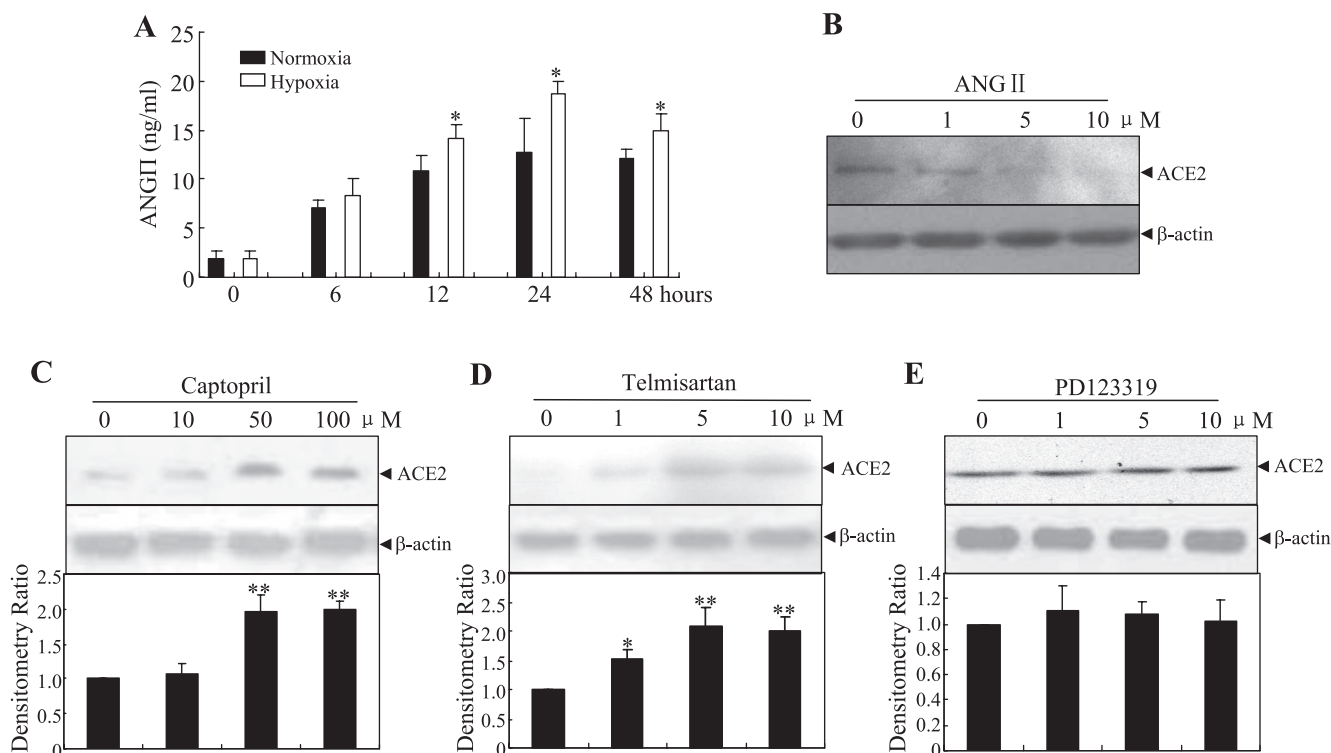 A
25
20
15
10
5
0
ANGII (ng/ml)
Normoxia
Hypoxia
*
*
*
0 6 12 24 48 hours
B
ANG II
0 1 5 10 μ M
ACE2
β-actin
C
Captopril
0 10 50 100 μ M
ACE2
β-actin
Densitometry Ratio
2.5
2.0
1.5
1.0
0.5
0
**
**
D
Telmisartan
0 1 5 10 μ M
ACE2
β-actin
Densitometry Ratio
3.0
2.5
2.0
1.5
1.0
0.5
0
*
**
**
E
PD123319
0 1 5 10 μ M
ACE2
β-actin
Densitometry Ratio
1.4
1.2
1.0
0.8
0.6
0.4
0.2
0